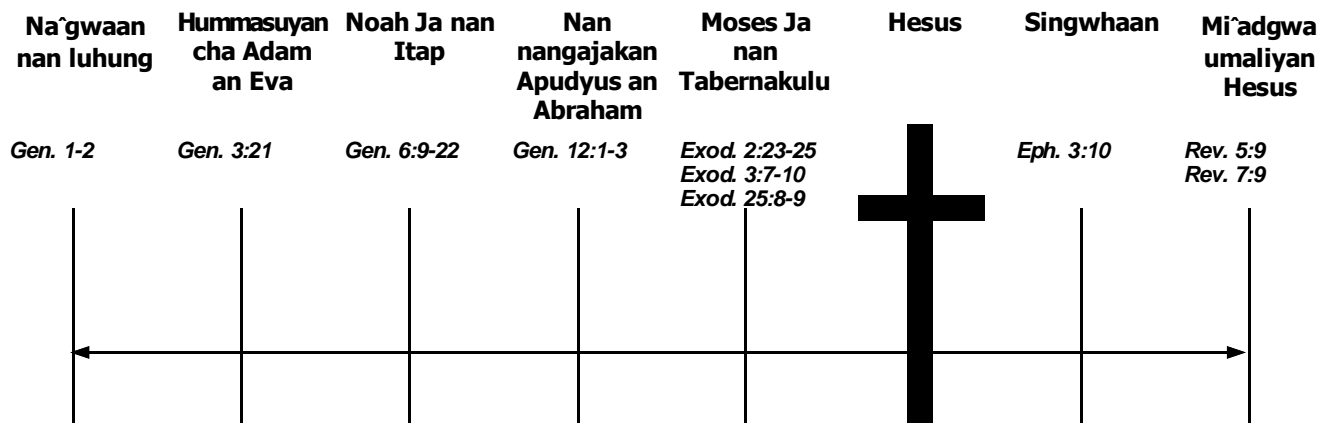 Naˆgwaan
nan luhung
Hummasuyan
cha Adam
an Eva
Noah Ja nan
Itap
Nan
nangajakan
Apudyus an
Abraham
Moses Ja
nan
Tabernakulu
Hesus
Singwhaan
Miˆadgwa
umaliyan
Hesus
Gen. 1-2
Gen. 3:21
Gen. 6:9-22
Gen. 12:1-3
Exod. 2:23-25
Exod. 3:7-10
Exod. 25:8-9
Eph. 3:10
Rev. 5:9
Rev. 7:9